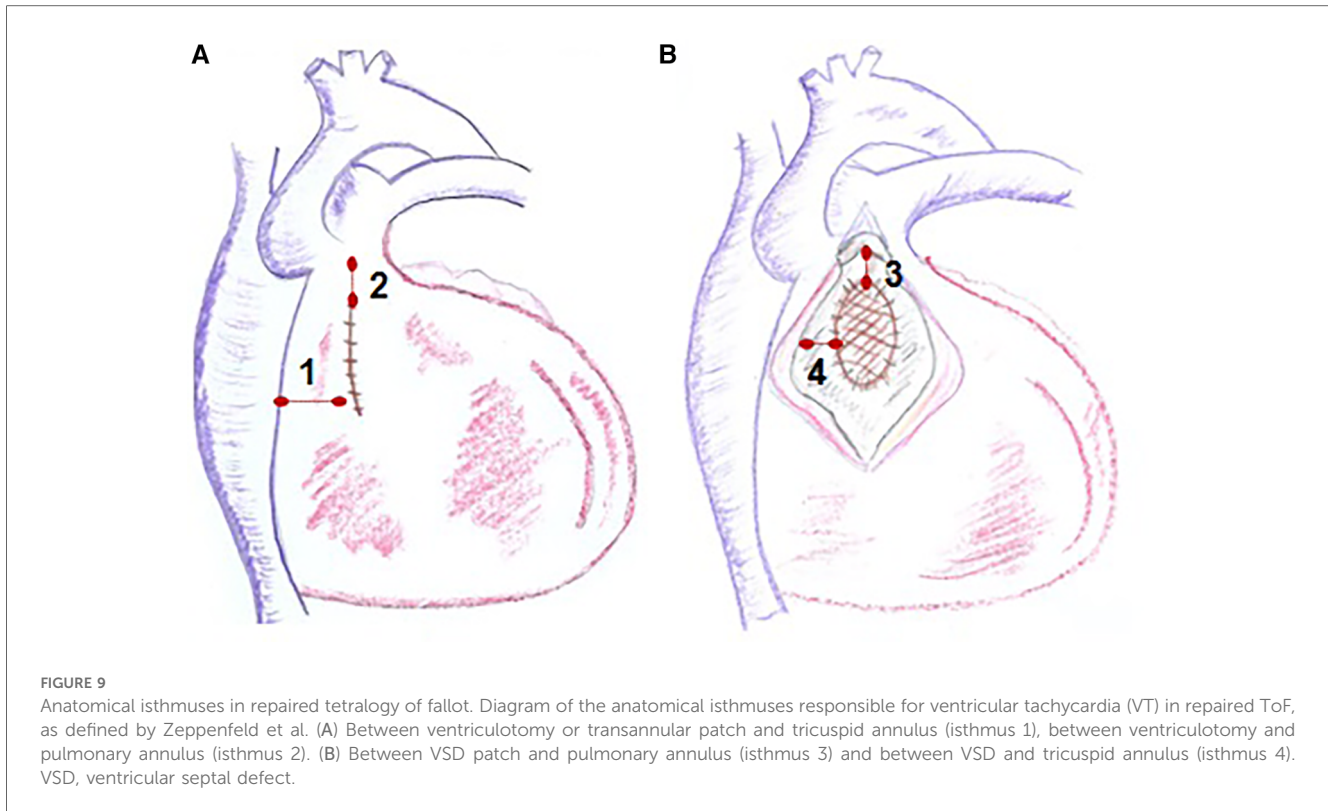 A
B
2
3
1
4
FIGURE 9
Anatomical isthmuses in repaired tetralogy of fallot. Diagram of the anatomical isthmuses responsible for ventricular tachycardia (VT) in repaired ToF,
as defined by Zeppenfeld et al. (A) Between ventriculotomy or transannular patch and tricuspid annulus (isthmus 1), between ventriculotomy and
pulmonary annulus (isthmus 2). (B) Between VSD patch and pulmonary annulus (isthmus 3) and between VSD and tricuspid annulus (isthmus 4).
VSD, ventricular septal defect.